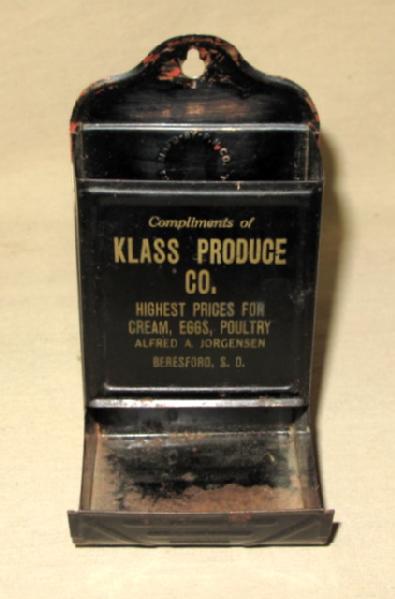 Compliments of
KLASS PRODUCE
CO.
HIGHEST PRICES FOR
CREAM, EGGS, POULTRY
ALFRED A. JORGENSEN
BERESFORD, S. D.